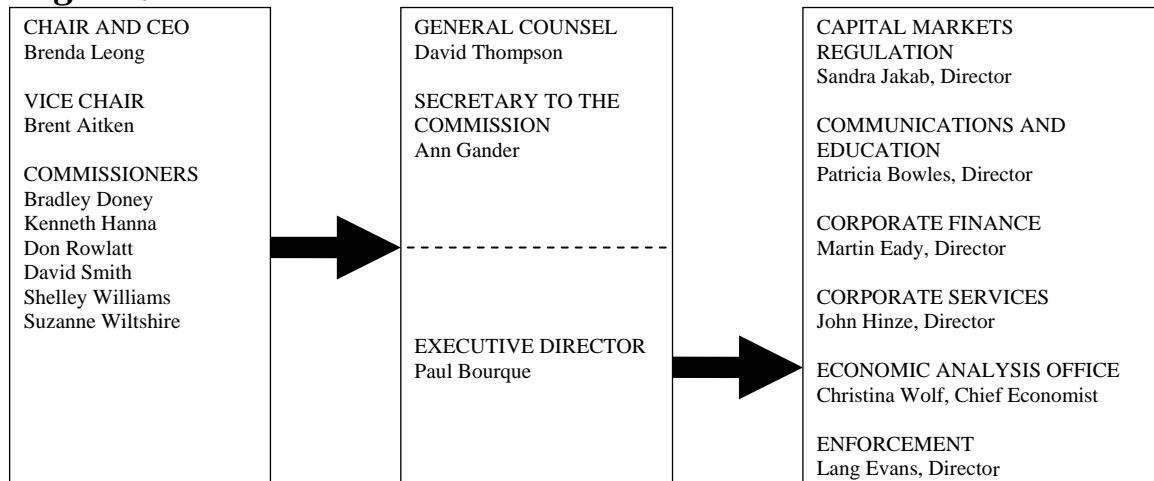 CHAIR AND CEO
Brenda Leong
VICE CHAIR
Brent Aitken
COMMISSIONERS
Bradley Doney
Kenneth Hanna
Don Rowlatt
David Smith
Shelley Williams
Suzanne Wiltshire
GENERAL COUNSEL
David Thompson
SECRETARY TO THE
COMMISSION
Ann Gander
EXECUTIVE DIRECTOR
Paul Bourque
CAPITAL MARKETS
REGULATION
Sandra Jakab, Director
COMMUNICATIONS AND
EDUCATION
Patricia Bowles, Director
CORPORATE FINANCE
Martin Eady, Director
CORPORATE SERVICES
John Hinze, Director
ECONOMIC ANALYSIS OFFICE
Christina Wolf, Chief Economist
ENFORCEMENT
Lang Evans, Director